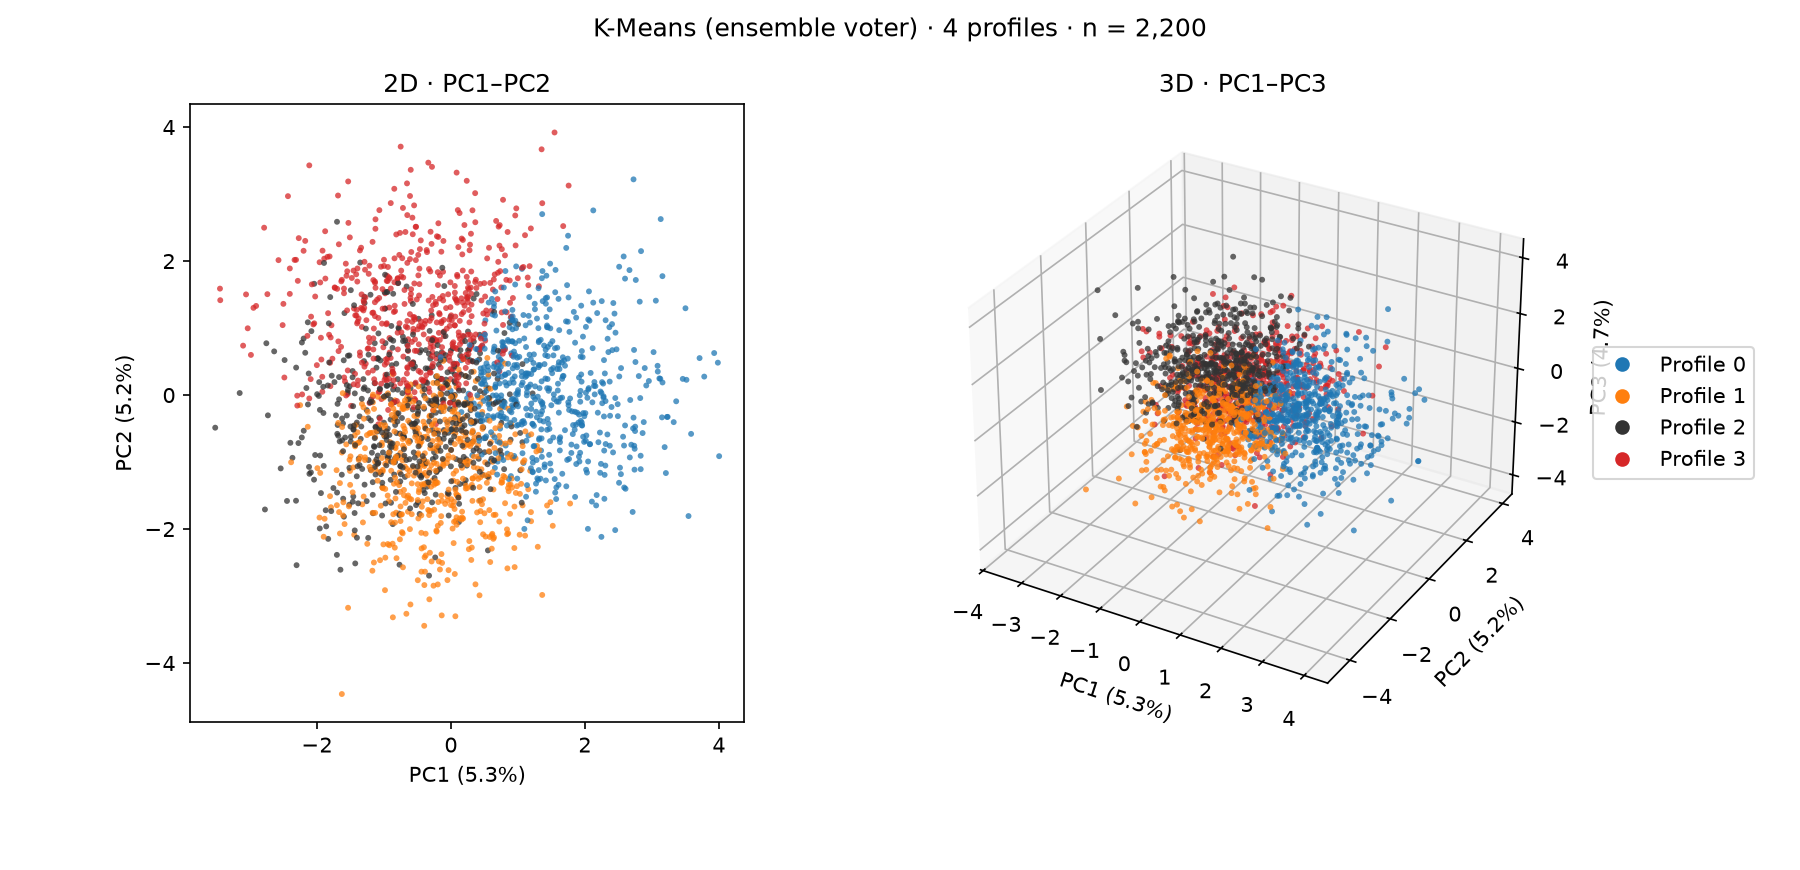 K-Means (ensemble voter) · 4 profiles · n = 2,200
2D · PC1–PC2
4
2
0
−2
−4
PC2 (5.2%)
−2
0
2
4
PC1 (5.3%)
3D · PC1–PC3
4
2
0
−2
−4
PC3 (4.7%)
−4
−3
−2
−1
0
1
2
3
4
PC1 (5.3%)
−4
−2
0
2
4
PC2 (5.2%)
Profile 0
Profile 1
Profile 2
Profile 3